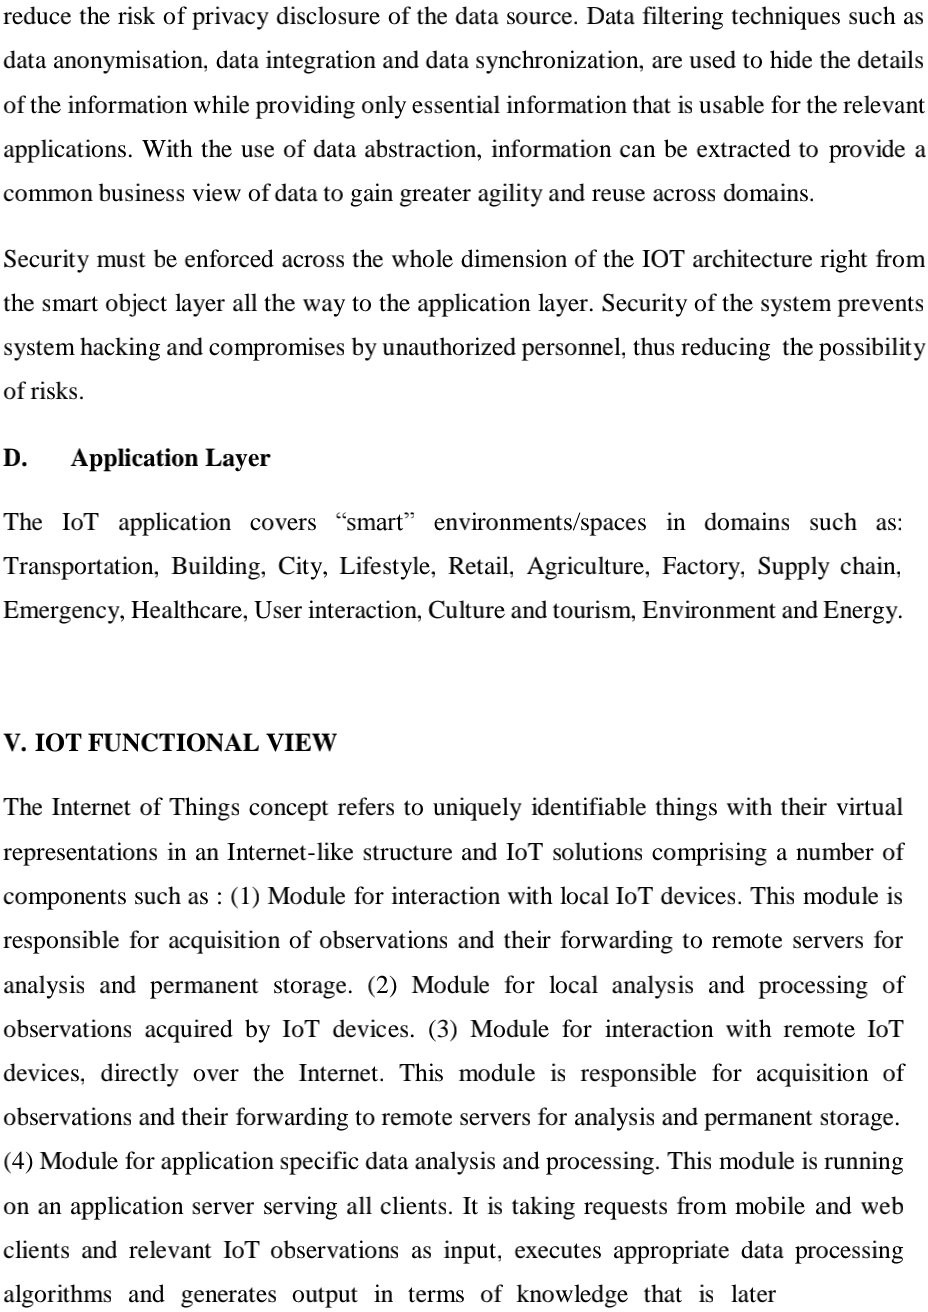 reduce the risk of privacy disclosure of the data source. Data filtering techniques such as
data anonymisation, data integration and data synchronization, are used to hide the details
of the information while providing only essential information that is usable for the relevant
applications. With the use of data abstraction, information can be extracted to provide a
common business view of data to gain greater agility and reuse across domains.
Security must be enforced across the whole dimension of the IOT architecture right from
the smart object layer all the way to the application layer. Security of the system prevents
system hacking and compromises by unauthorized personnel, thus reducing the possibility
of risks.
D. Application Layer
The IoT application covers “smart” environments/spaces in domains such as:
Transportation, Building, City, Lifestyle, Retail, Agriculture, Factory, Supply chain,
Emergency, Healthcare, User interaction, Culture and tourism, Environment and Energy.
V. IOT FUNCTIONAL VIEW
The Internet of Things concept refers to uniquely identifiable things with their virtual
representations in an Internet-like structure and IoT solutions comprising a number of
components such as : (1) Module for interaction with local IoT devices. This module is
responsible for acquisition of observations and their forwarding to remote servers for
analysis and permanent storage. (2) Module for local analysis and processing of
observations acquired by IoT devices. (3) Module for interaction with remote IoT
devices, directly over the Internet. This module is responsible for acquisition of
observations and their forwarding to remote servers for analysis and permanent storage.
(4) Module for application specific data analysis and processing. This module is running
on an application server serving all clients. It is taking requests from mobile and web
clients and relevant IoT observations as input, executes appropriate data processing
algorithms and generates output in terms of knowledge that is later